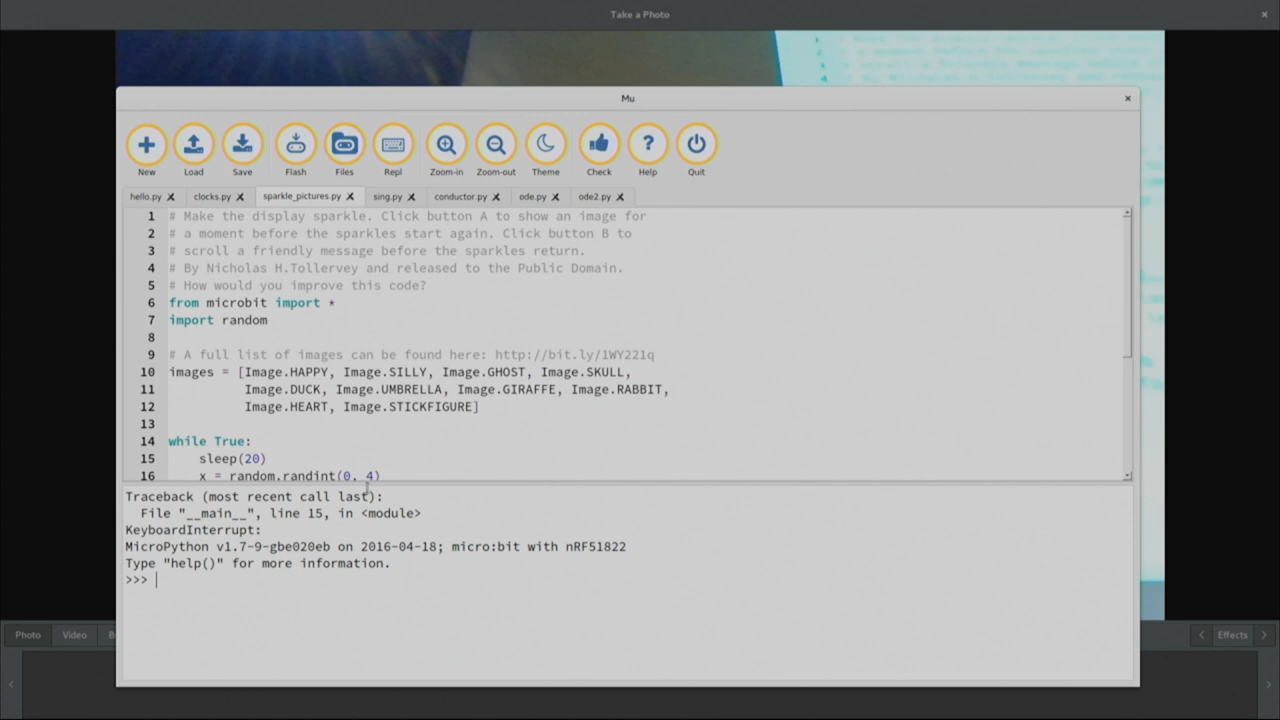 Take a Photo
Mu
New Load Save Flash Files Repl Zoom-in Zoom-out Theme Check Help Quit
hello.py clocks.py sparkle_pictures.py sing.py conductor.py ode.py ode2.py
1 # Make the display sparkle. Click button A to show an image for
2 # a moment before the sparkles start again. Click button B to
3 # scroll a friendly message before the sparkles return.
4 # By Nicholas H.Tollervey and released to the Public Domain.
5 # How would you improve this code?
6 from microbit import *
7 import random
8
9 # A full list of images can be found here: http://bit.ly/1WY221q
10 images = [Image.HAPPY, Image.SILLY, Image.GHOST, Image.SKULL,
11 Image.DUCK, Image.UMBRELLA, Image.GIRAFFE, Image.RABBIT,
12 Image.HEART, Image.STICKFIGURE]
13
14 while True:
15 sleep(20)
16 x = random.randint(0, 4)
Traceback (most recent call last):
File "__main__", line 15, in <module>
KeyboardInterrupt:
MicroPython v1.7-9-gbe020eb on 2016-04-18; micro:bit with nRF51822
Type "help()" for more information.
>>>
Photo Video Effects